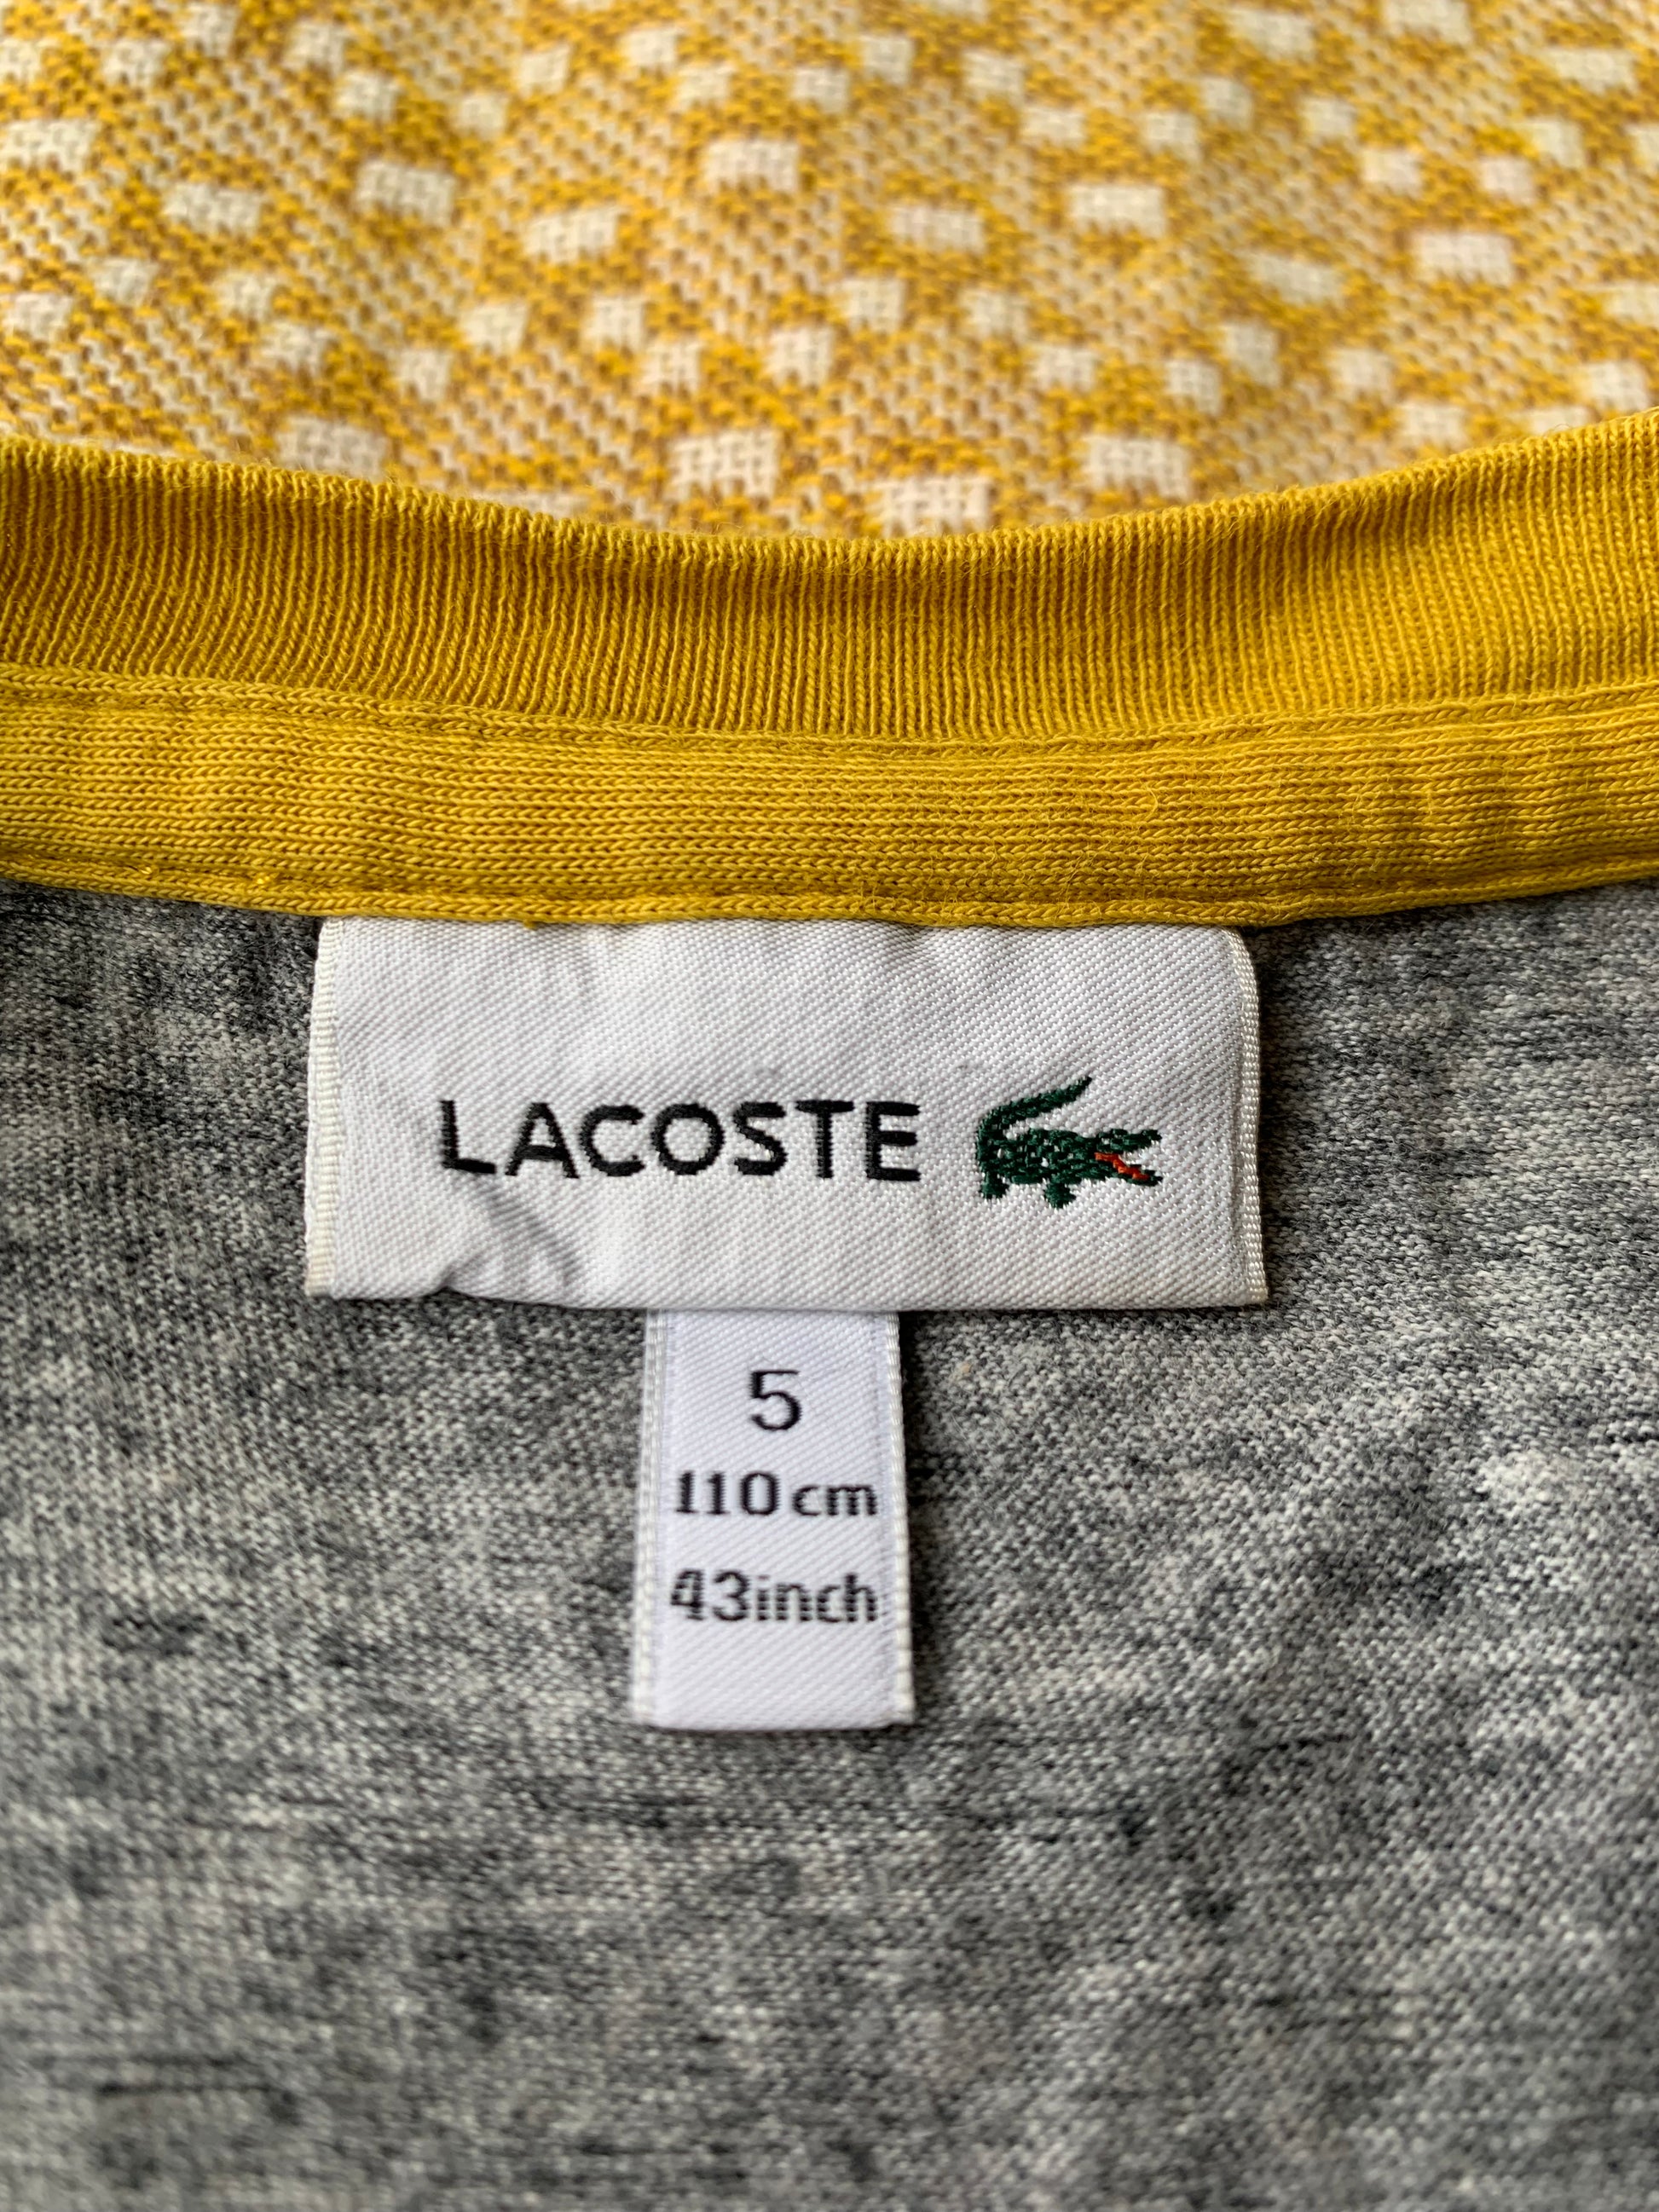 LACOSTE
5
110cm
43inch